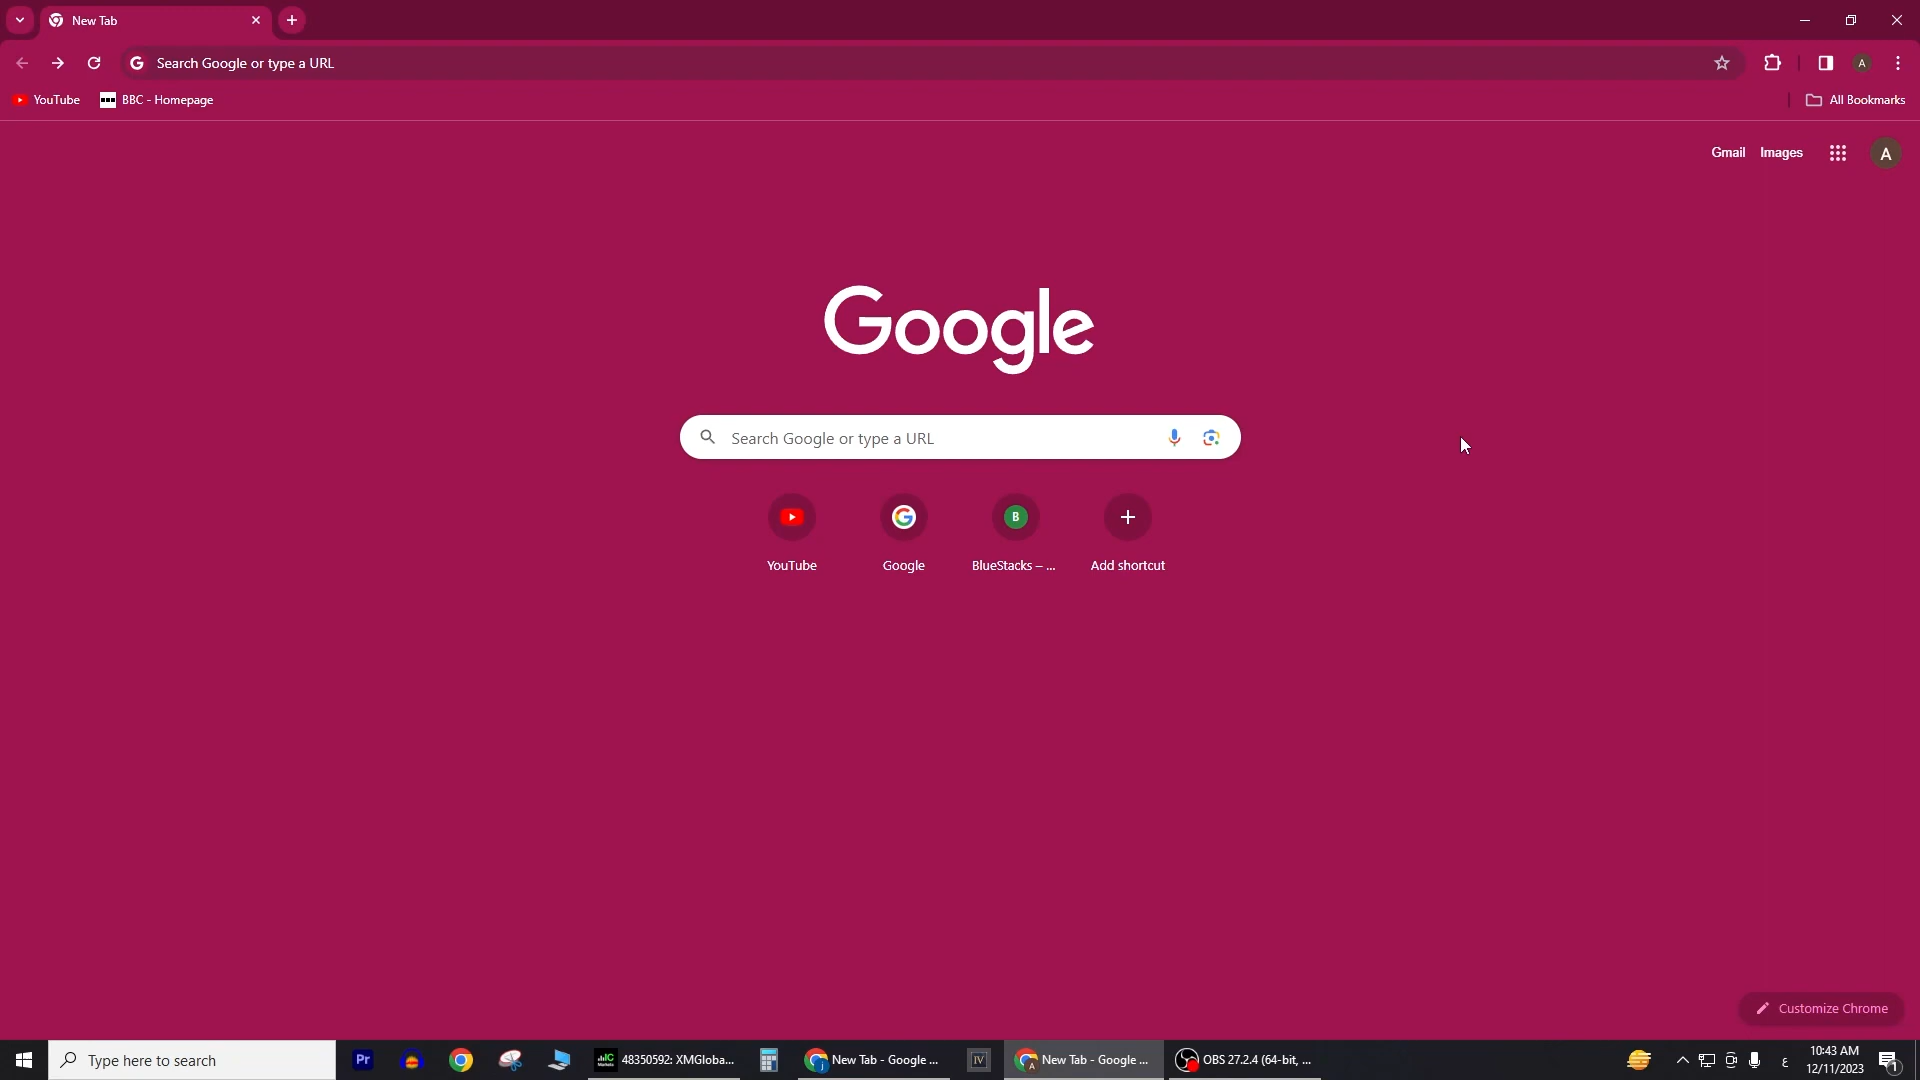 New Tab
Search Google or type a URL
YouTube
BBC - Homepage
All Bookmarks
Gmail
Images
A
Google
Search Google or type a URL
B
YouTube
Google
BlueStacks – ...
Add shortcut
Customize Chrome
Type here to search
Pr
48350592: XMGloba...
New Tab - Google ...
IV
New Tab - Google ...
OBS 27.2.4 (64-bit, ...
ع
10:43 AM
12/11/2023
1